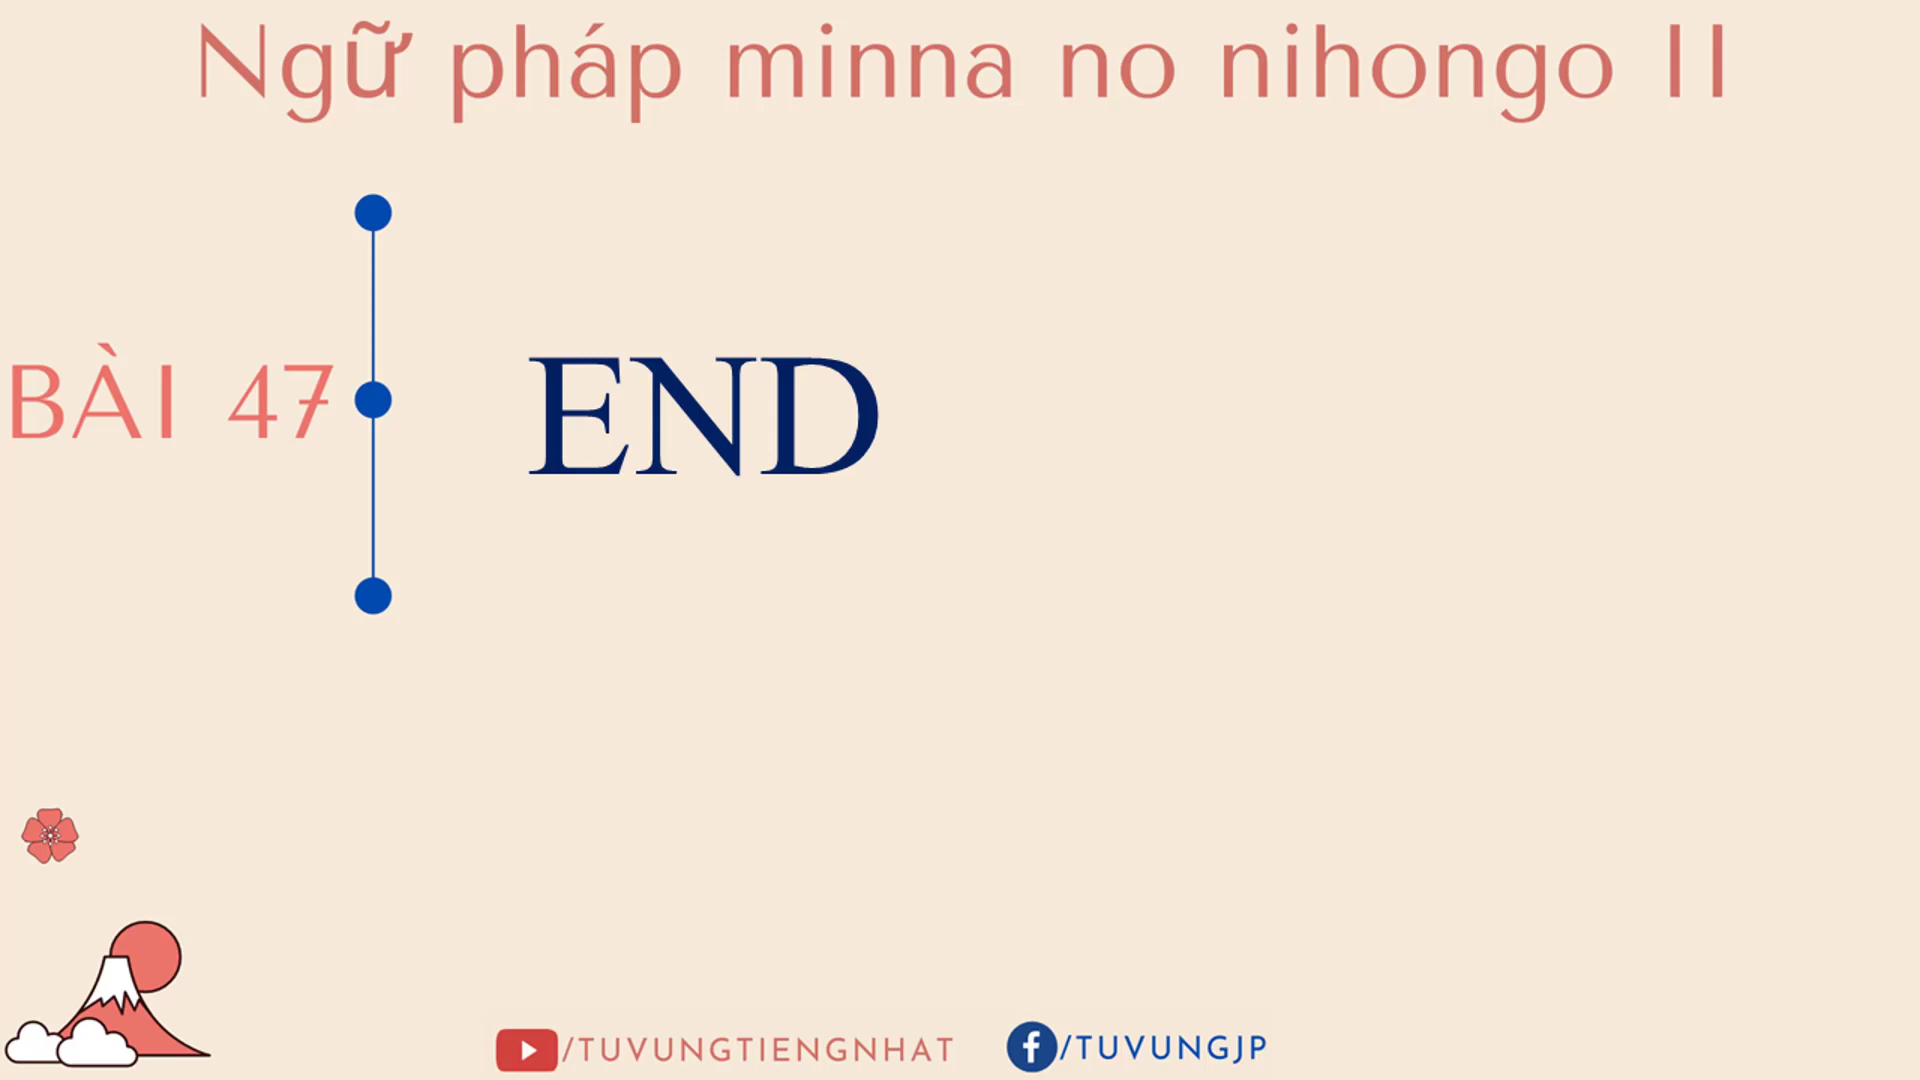 Ngữ pháp minna no nihongo II
BÀI 47
END
/TUVUNGTIENGNHAT
/TUVUNGJP